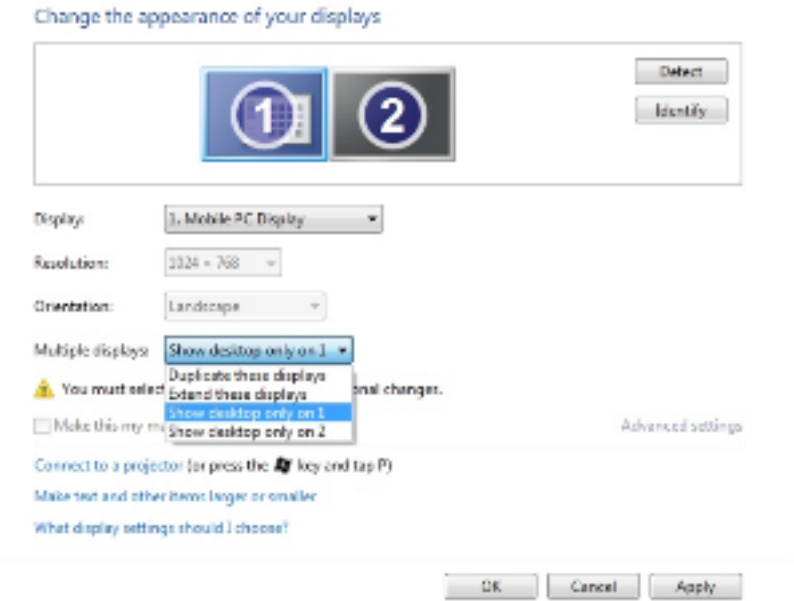 Change the appearance of your displays
1
2
Detect
Identify
Display:
1. Mobile PC Display
Resolution:
1024 × 768
Orientation:
Landscape
Multiple displays:
Show desktop only on 1
Duplicate these displays
Extend these displays
Show desktop only on 1
Show desktop only on 2
You must select
nal changes.
Make this my
Advanced settings
Connect to a projector (or press the key and tap P)
Make text and other items larger or smaller
What display settings should I choose?
OK Cancel Apply